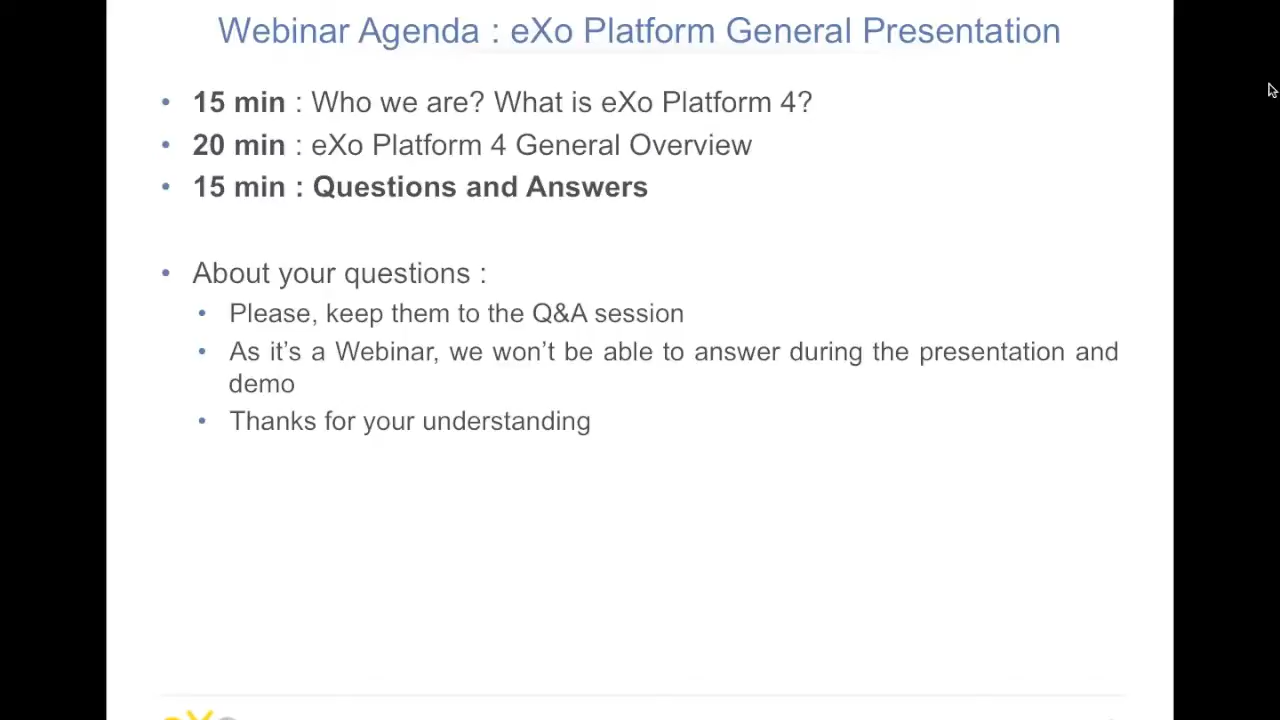 Webinar Agenda : eXo Platform General Presentation
• 15 min : Who we are? What is eXo Platform 4?
• 20 min : eXo Platform 4 General Overview
• 15 min : Questions and Answers
• About your questions :
• Please, keep them to the Q&A session
• As it’s a Webinar, we won’t be able to answer during the presentation and
demo
• Thanks for your understanding
eXo